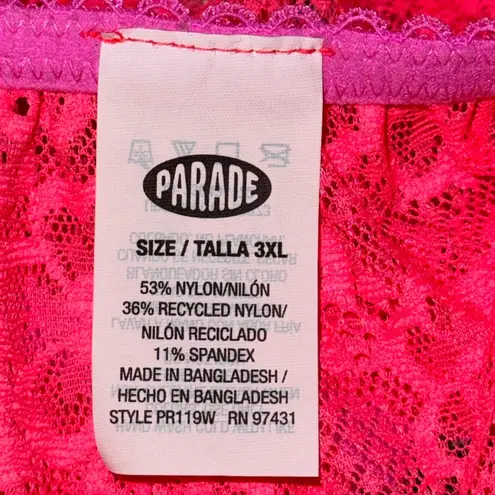 PARADE
SIZE / TALLA 3XL
53% NYLON/NILÓN
36% RECYCLED NYLON/
NILÓN RECICLADO
11% SPANDEX
MADE IN BANGLADESH /
HECHO EN BANGLADESH
STYLE PR119W RN 97431